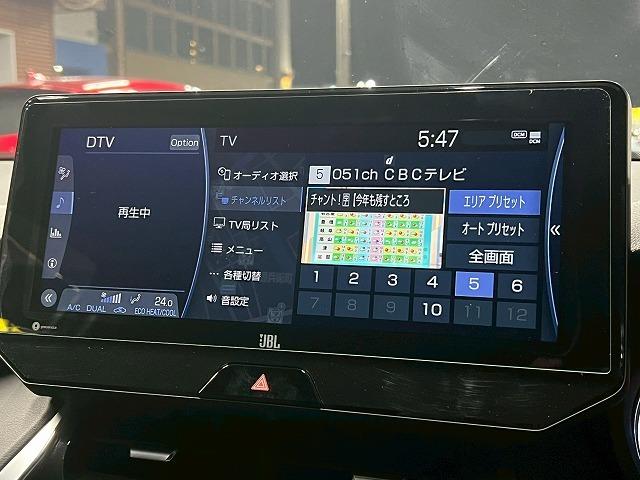 DTV
Option
TV
5:47
DCM
DCM
オーディオ選択
5 051ch CBCテレビ
チャンネルリスト
チャント! 字【今年も残すところ
エリア プリセット
再生中
TV局リスト
オート プリセット
メニュー
全画面
各種切替
1 2 3 4 5 6
24.0
音設定
7 8 9 10 11 12
A/C DUAL ECO HEAT/COOL
JBL